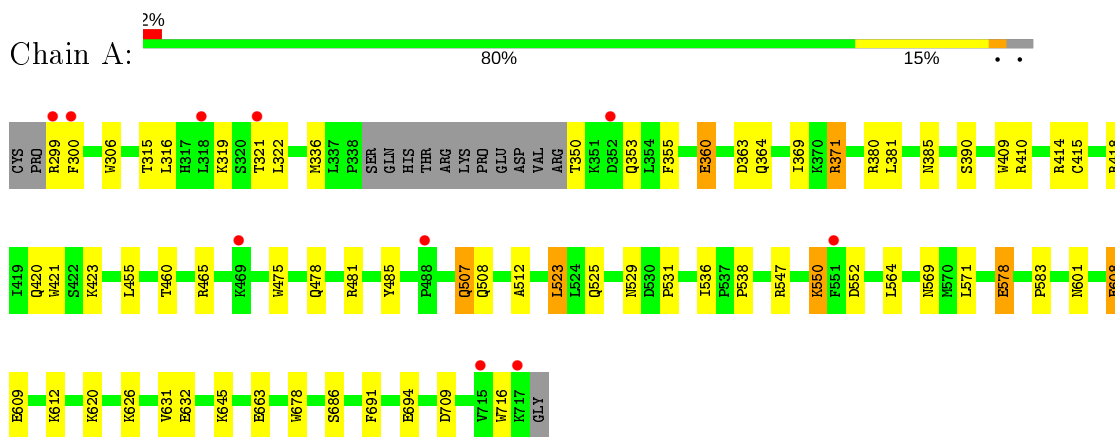 2%
Chain A:
80% 15% • •
CYS PRO R299 F300 W306 T315 L316 H317 L318 K319 S320 T321 L322 M336 L337 P338 SER GLN HIS THR ARG LYS PRO GLU ASP VAL ARG T350 K351 D352 Q353 L354 F355 E360 D363 Q364 I369 K370 R371 R380 L381 N385 S390 W409 R410 R414 C415 R418
I419 Q420 W421 S422 K423 L455 T460 R465 K469 W475 Q478 R481 Y485 P488 Q507 Q508 A512 L523 L524 Q525 N529 D530 P531 I536 P537 P538 R547 K550 F551 D552 L564 N569 M570 L571 E578 P583 N601 E608
E609 K612 K620 K626 V631 E632 K645 E663 W678 S686 F691 E694 D709 V715 W716 K717 GLY